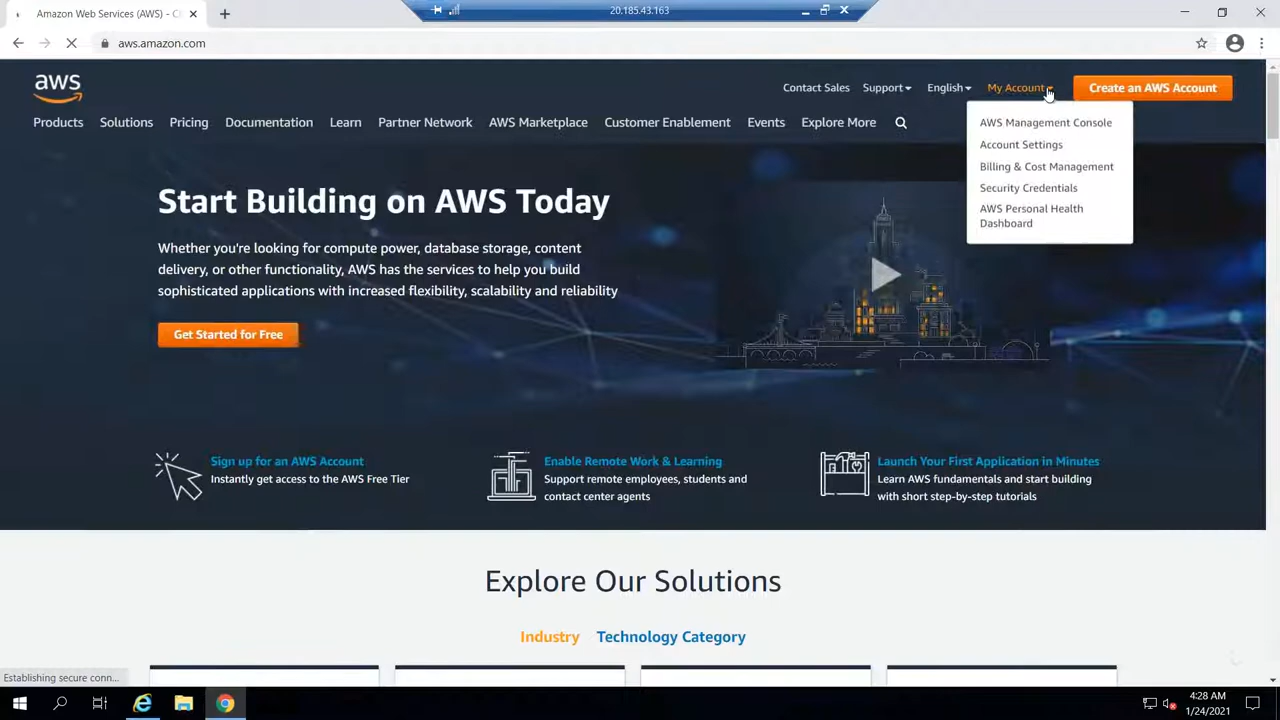 Amazon Web Services (AWS) - C
20.185.43.163
aws.amazon.com
aws
Contact Sales
Support
English
My Account
Create an AWS Account
Products
Solutions
Pricing
Documentation
Learn
Partner Network
AWS Marketplace
Customer Enablement
Events
Explore More
AWS Management Console
Account Settings
Billing & Cost Management
Security Credentials
AWS Personal Health
Dashboard
Start Building on AWS Today
Whether you're looking for compute power, database storage, content
delivery, or other functionality, AWS has the services to help you build
sophisticated applications with increased flexibility, scalability and reliability
Get Started for Free
Sign up for an AWS Account
Instantly get access to the AWS Free Tier
Enable Remote Work & Learning
Support remote employees, students and
contact center agents
Launch Your First Application in Minutes
Learn AWS fundamentals and start building
with short step-by-step tutorials
Explore Our Solutions
Industry
Technology Category
Establishing secure conn...
4:28 AM
1/24/2021